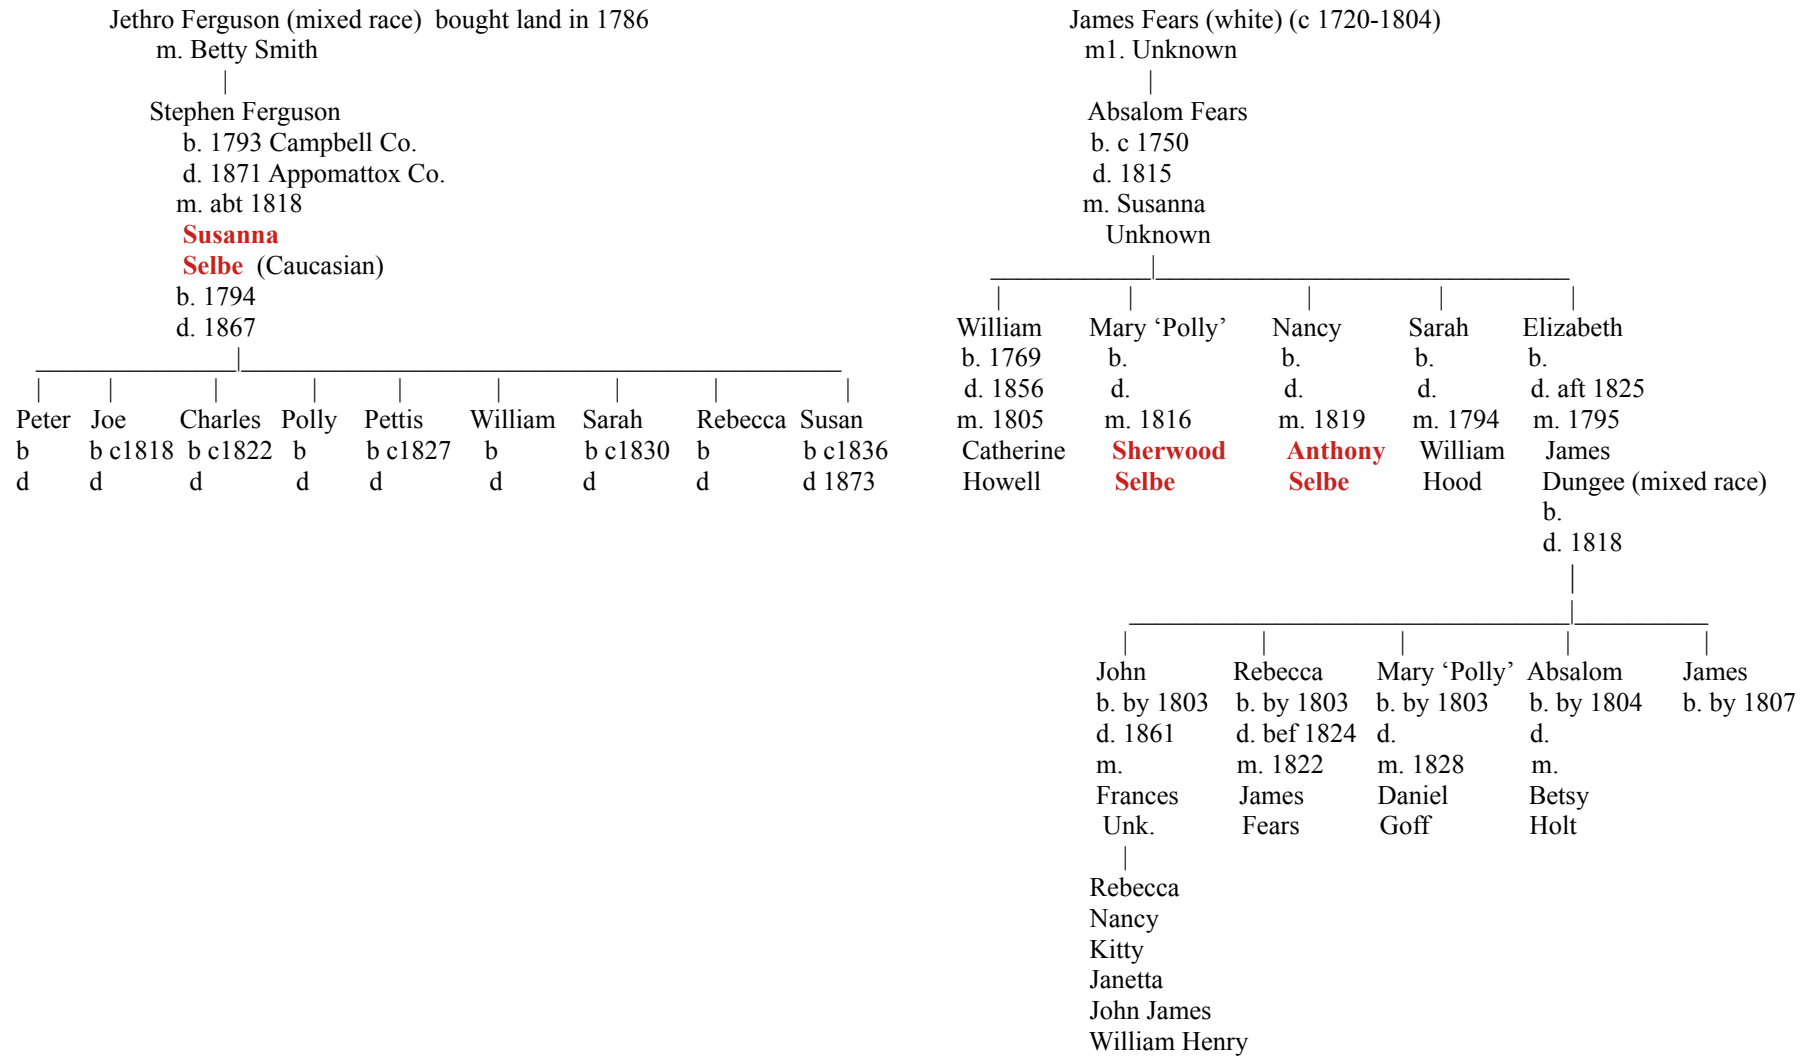 Jethro Ferguson (mixed race) bought land in 1786
m. Betty Smith
Stephen Ferguson
b. 1793 Campbell Co.
d. 1871 Appomattox Co.
m. abt 1818
Susanna
Selbe (Caucasian)
b. 1794
d. 1867
Peter Joe Charles Polly Pettis William Sarah Rebecca Susan
b b c1818 b c1822 b b c1827 b b c1830 b b c1836
d d d d d d d d d 1873
James Fears (white) (c 1720-1804)
m1. Unknown
Absalom Fears
b. c 1750
d. 1815
m. Susanna
Unknown
William Mary ‘Polly’ Nancy Sarah Elizabeth
b. 1769 b. b. b. b.
d. 1856 d. d. d. d. aft 1825
m. 1805 m. 1816 m. 1819 m. 1794 m. 1795
Catherine Sherwood Anthony William James
Howell Selbe Selbe Hood Dungee (mixed race)
b.
d. 1818
John Rebecca Mary ‘Polly’ Absalom James
b. by 1803 b. by 1803 b. by 1803 b. by 1804 b. by 1807
d. 1861 d. bef 1824 d. d.
m. m. 1822 m. 1828 m.
Frances James Daniel Betsy
Unk. Fears Goff Holt
Rebecca
Nancy
Kitty
Janetta
John James
William Henry